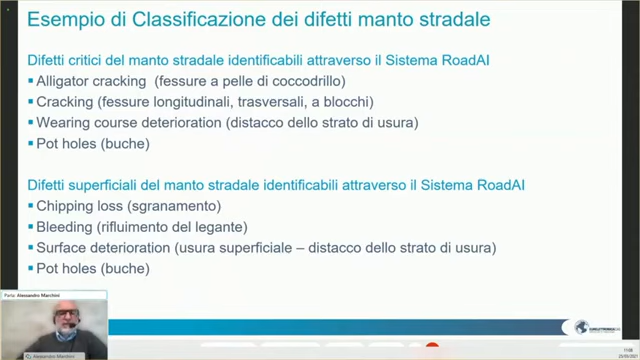 Esempio di Classificazione dei difetti manto stradale
Difetti critici del manto stradale identificabili attraverso il Sistema RoadAI
Alligator cracking (fessure a pelle di coccodrillo)
Cracking (fessure longitudinali, trasversali, a blocchi)
Wearing course deterioration (distacco dello strato di usura)
Pot holes (buche)
Difetti superficiali del manto stradale identificabili attraverso il Sistema RoadAI
Chipping loss (sgranamento)
Bleeding (rifluimento del legante)
Surface deterioration (usura superficiale – distacco dello strato di usura)
Pot holes (buche)
Parla: Alessandro Marchini
Alessandro Marchini